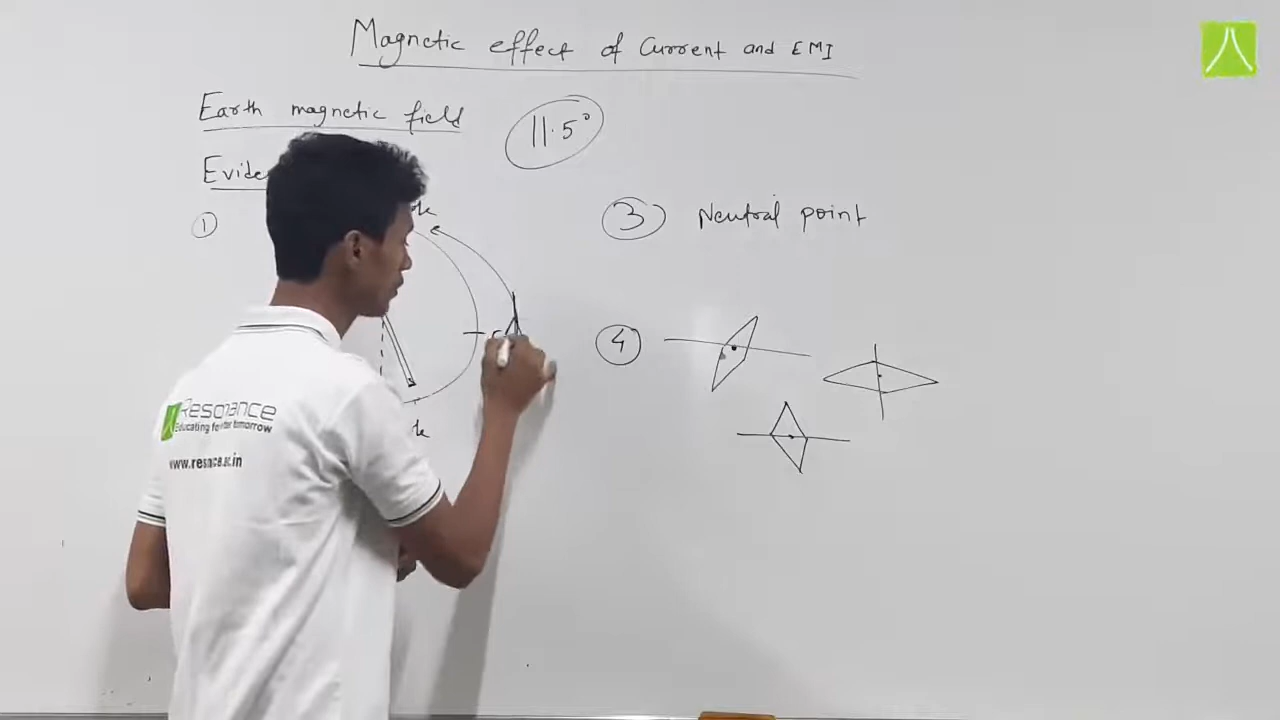 Magnetic effect of Current and EMI
Earth magnetic field
11.5°
①
③ Neutral point
④
Resonance
Educating for better tomorrow
www.resonance.ac.in